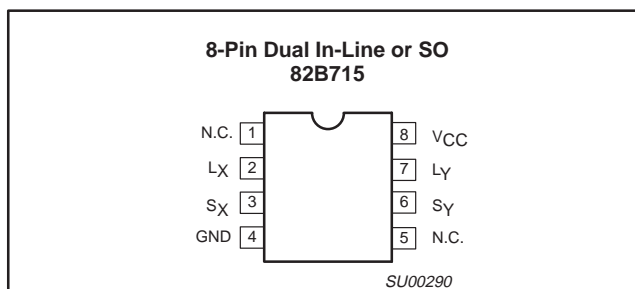 8-Pin Dual In-Line or SO
82B715
N.C. 1 8 VCC
LX 2 7 LY
SX 3 6 SY
GND 4 5 N.C.
SU00290